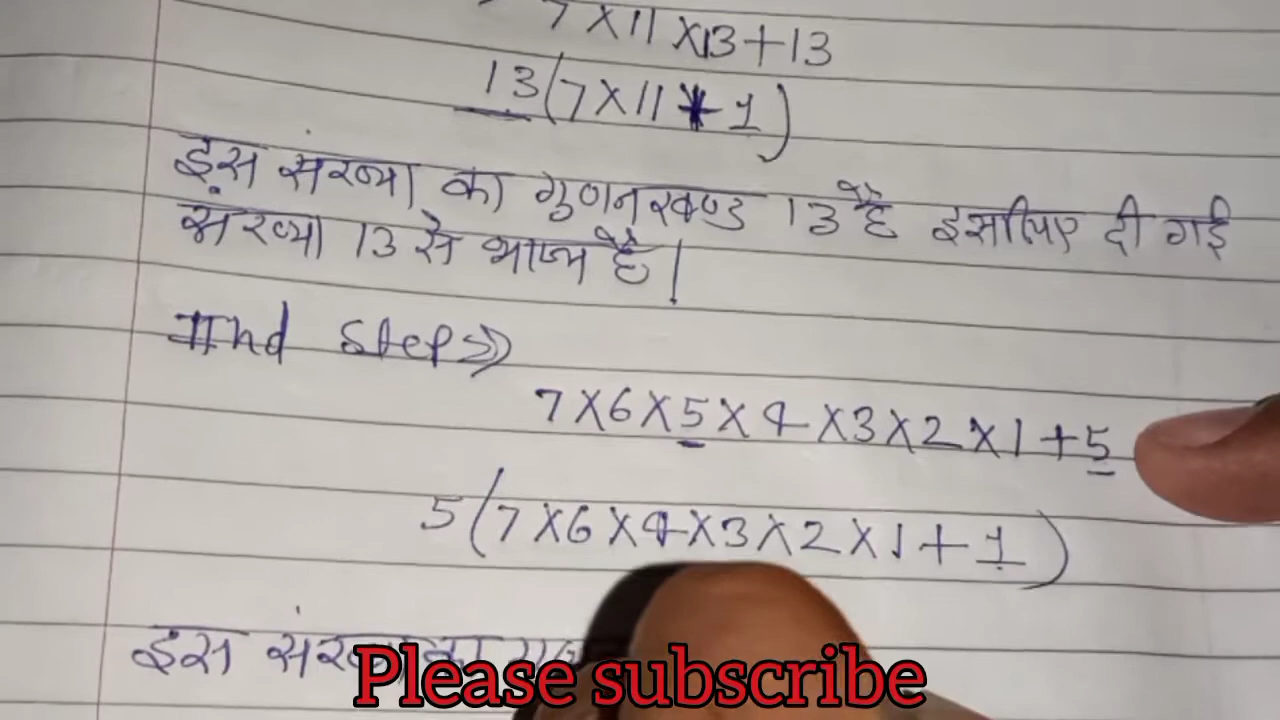 7×11×13+13
13(7×11+1)
इस संख्या का गुणनखण्ड 13 है इसलिए दी गई
संख्या 13 से भाज्य है।
IInd Step⇒
7×6×5×4×3×2×1+5
5(7×6×4×3×2×1+1)
इस संख्या का
Please subscribe